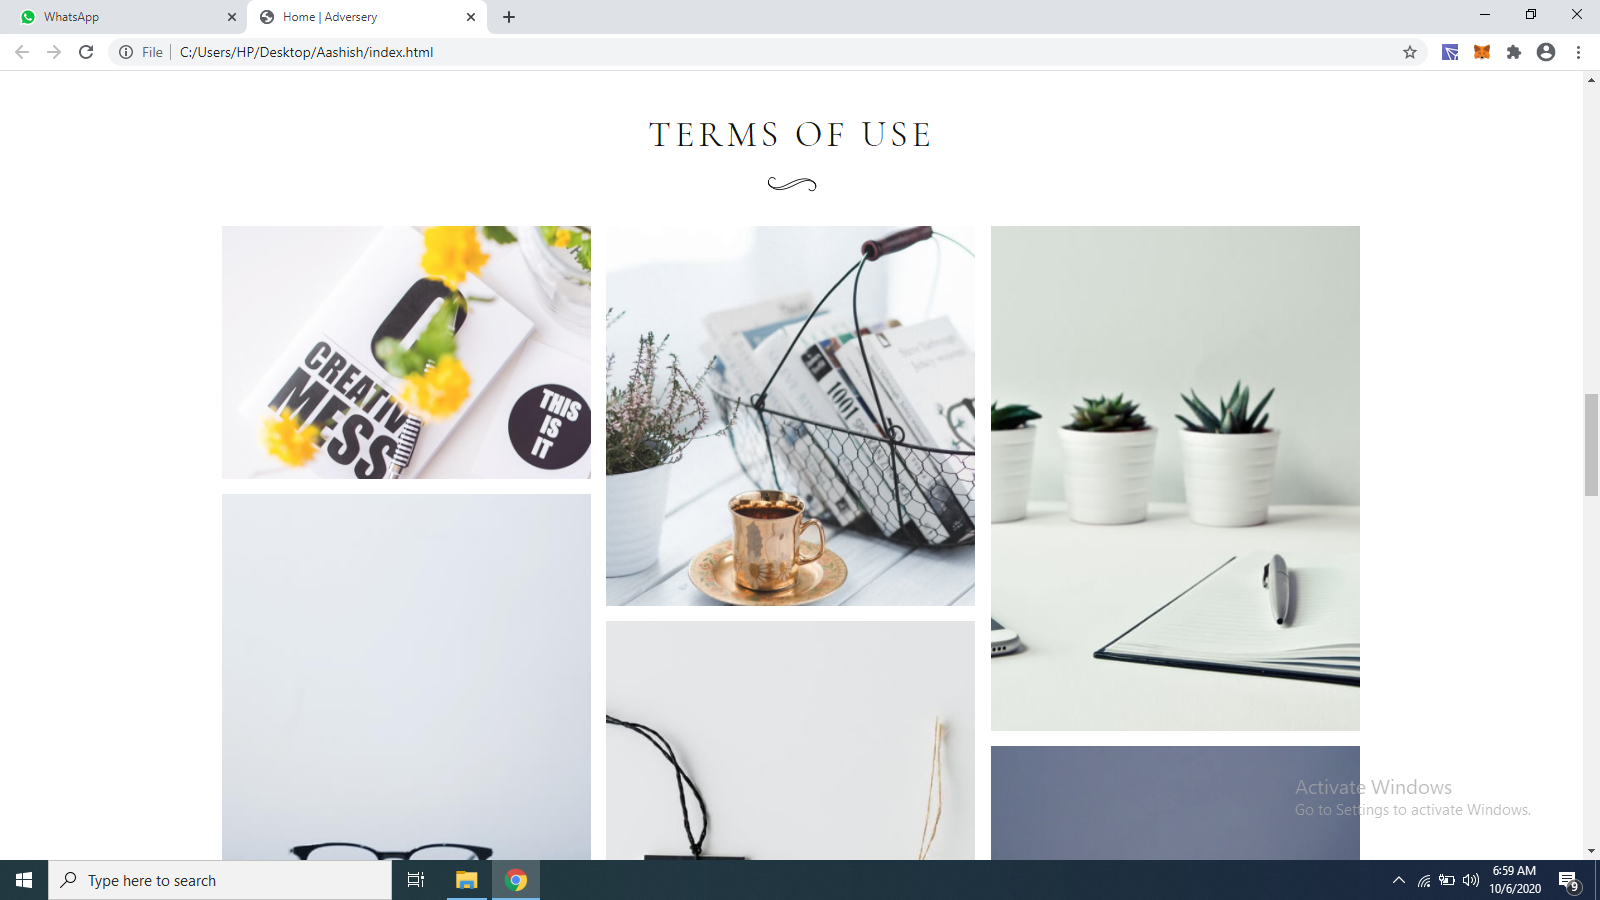 WhatsApp
Home | Adversery
File
C:/Users/HP/Desktop/Aashish/index.html
TERMS OF USE
CREATIV
MESS
THIS
IS
IT
1001
Activate Windows
Go to Settings to activate Windows.
Type here to search
6:59 AM
10/6/2020
9